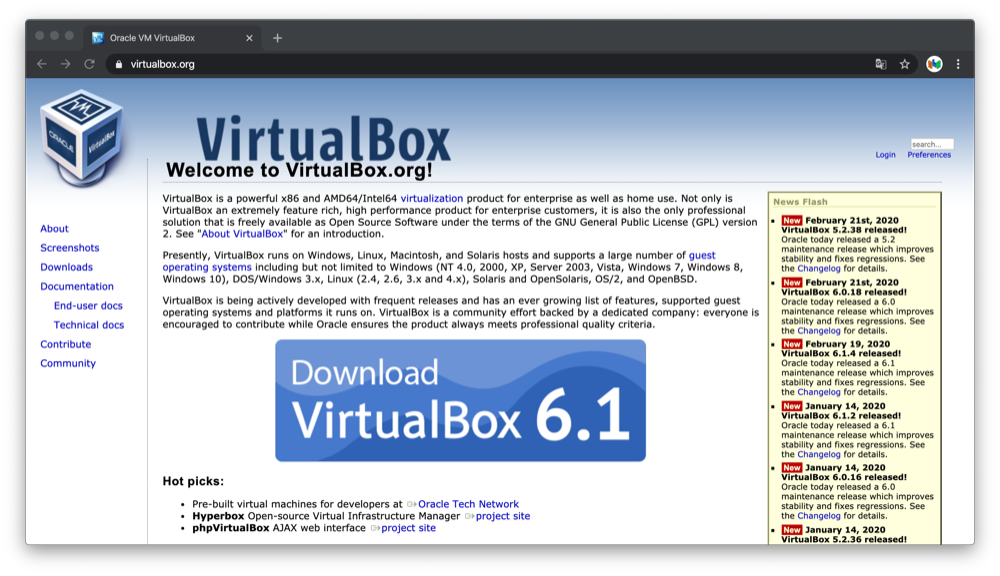 Oracle VM VirtualBox
virtualbox.org
VM
ORACLE
VirtualBox
VirtualBox
search...
Login Preferences
Welcome to VirtualBox.org!
About
Screenshots
Downloads
Documentation
End-user docs
Technical docs
Contribute
Community
VirtualBox is a powerful x86 and AMD64/Intel64 virtualization product for enterprise as well as home use. Not only is
VirtualBox an extremely feature rich, high performance product for enterprise customers, it is also the only professional
solution that is freely available as Open Source Software under the terms of the GNU General Public License (GPL) version
2. See "About VirtualBox" for an introduction.
Presently, VirtualBox runs on Windows, Linux, Macintosh, and Solaris hosts and supports a large number of guest
operating systems including but not limited to Windows (NT 4.0, 2000, XP, Server 2003, Vista, Windows 7, Windows 8,
Windows 10), DOS/Windows 3.x, Linux (2.4, 2.6, 3.x and 4.x), Solaris and OpenSolaris, OS/2, and OpenBSD.
VirtualBox is being actively developed with frequent releases and has an ever growing list of features, supported guest
operating systems and platforms it runs on. VirtualBox is a community effort backed by a dedicated company: everyone is
encouraged to contribute while Oracle ensures the product always meets professional quality criteria.
Download
VirtualBox 6.1
Hot picks:
Pre-built virtual machines for developers at Oracle Tech Network
Hyperbox Open-source Virtual Infrastructure Manager project site
phpVirtualBox AJAX web interface project site
News Flash
New February 21st, 2020
VirtualBox 5.2.38 released!
Oracle today released a 5.2
maintenance release which improves
stability and fixes regressions. See
the Changelog for details.
New February 21st, 2020
VirtualBox 6.0.18 released!
Oracle today released a 6.0
maintenance release which improves
stability and fixes regressions. See
the Changelog for details.
New February 19, 2020
VirtualBox 6.1.4 released!
Oracle today released a 6.1
maintenance release which improves
stability and fixes regressions. See
the Changelog for details.
New January 14, 2020
VirtualBox 6.1.2 released!
Oracle today released a 6.1
maintenance release which improves
stability and fixes regressions. See
the Changelog for details.
New January 14, 2020
VirtualBox 6.0.16 released!
Oracle today released a 6.0
maintenance release which improves
stability and fixes regressions. See
the Changelog for details.
New January 14, 2020
VirtualBox 5.2.36 released!